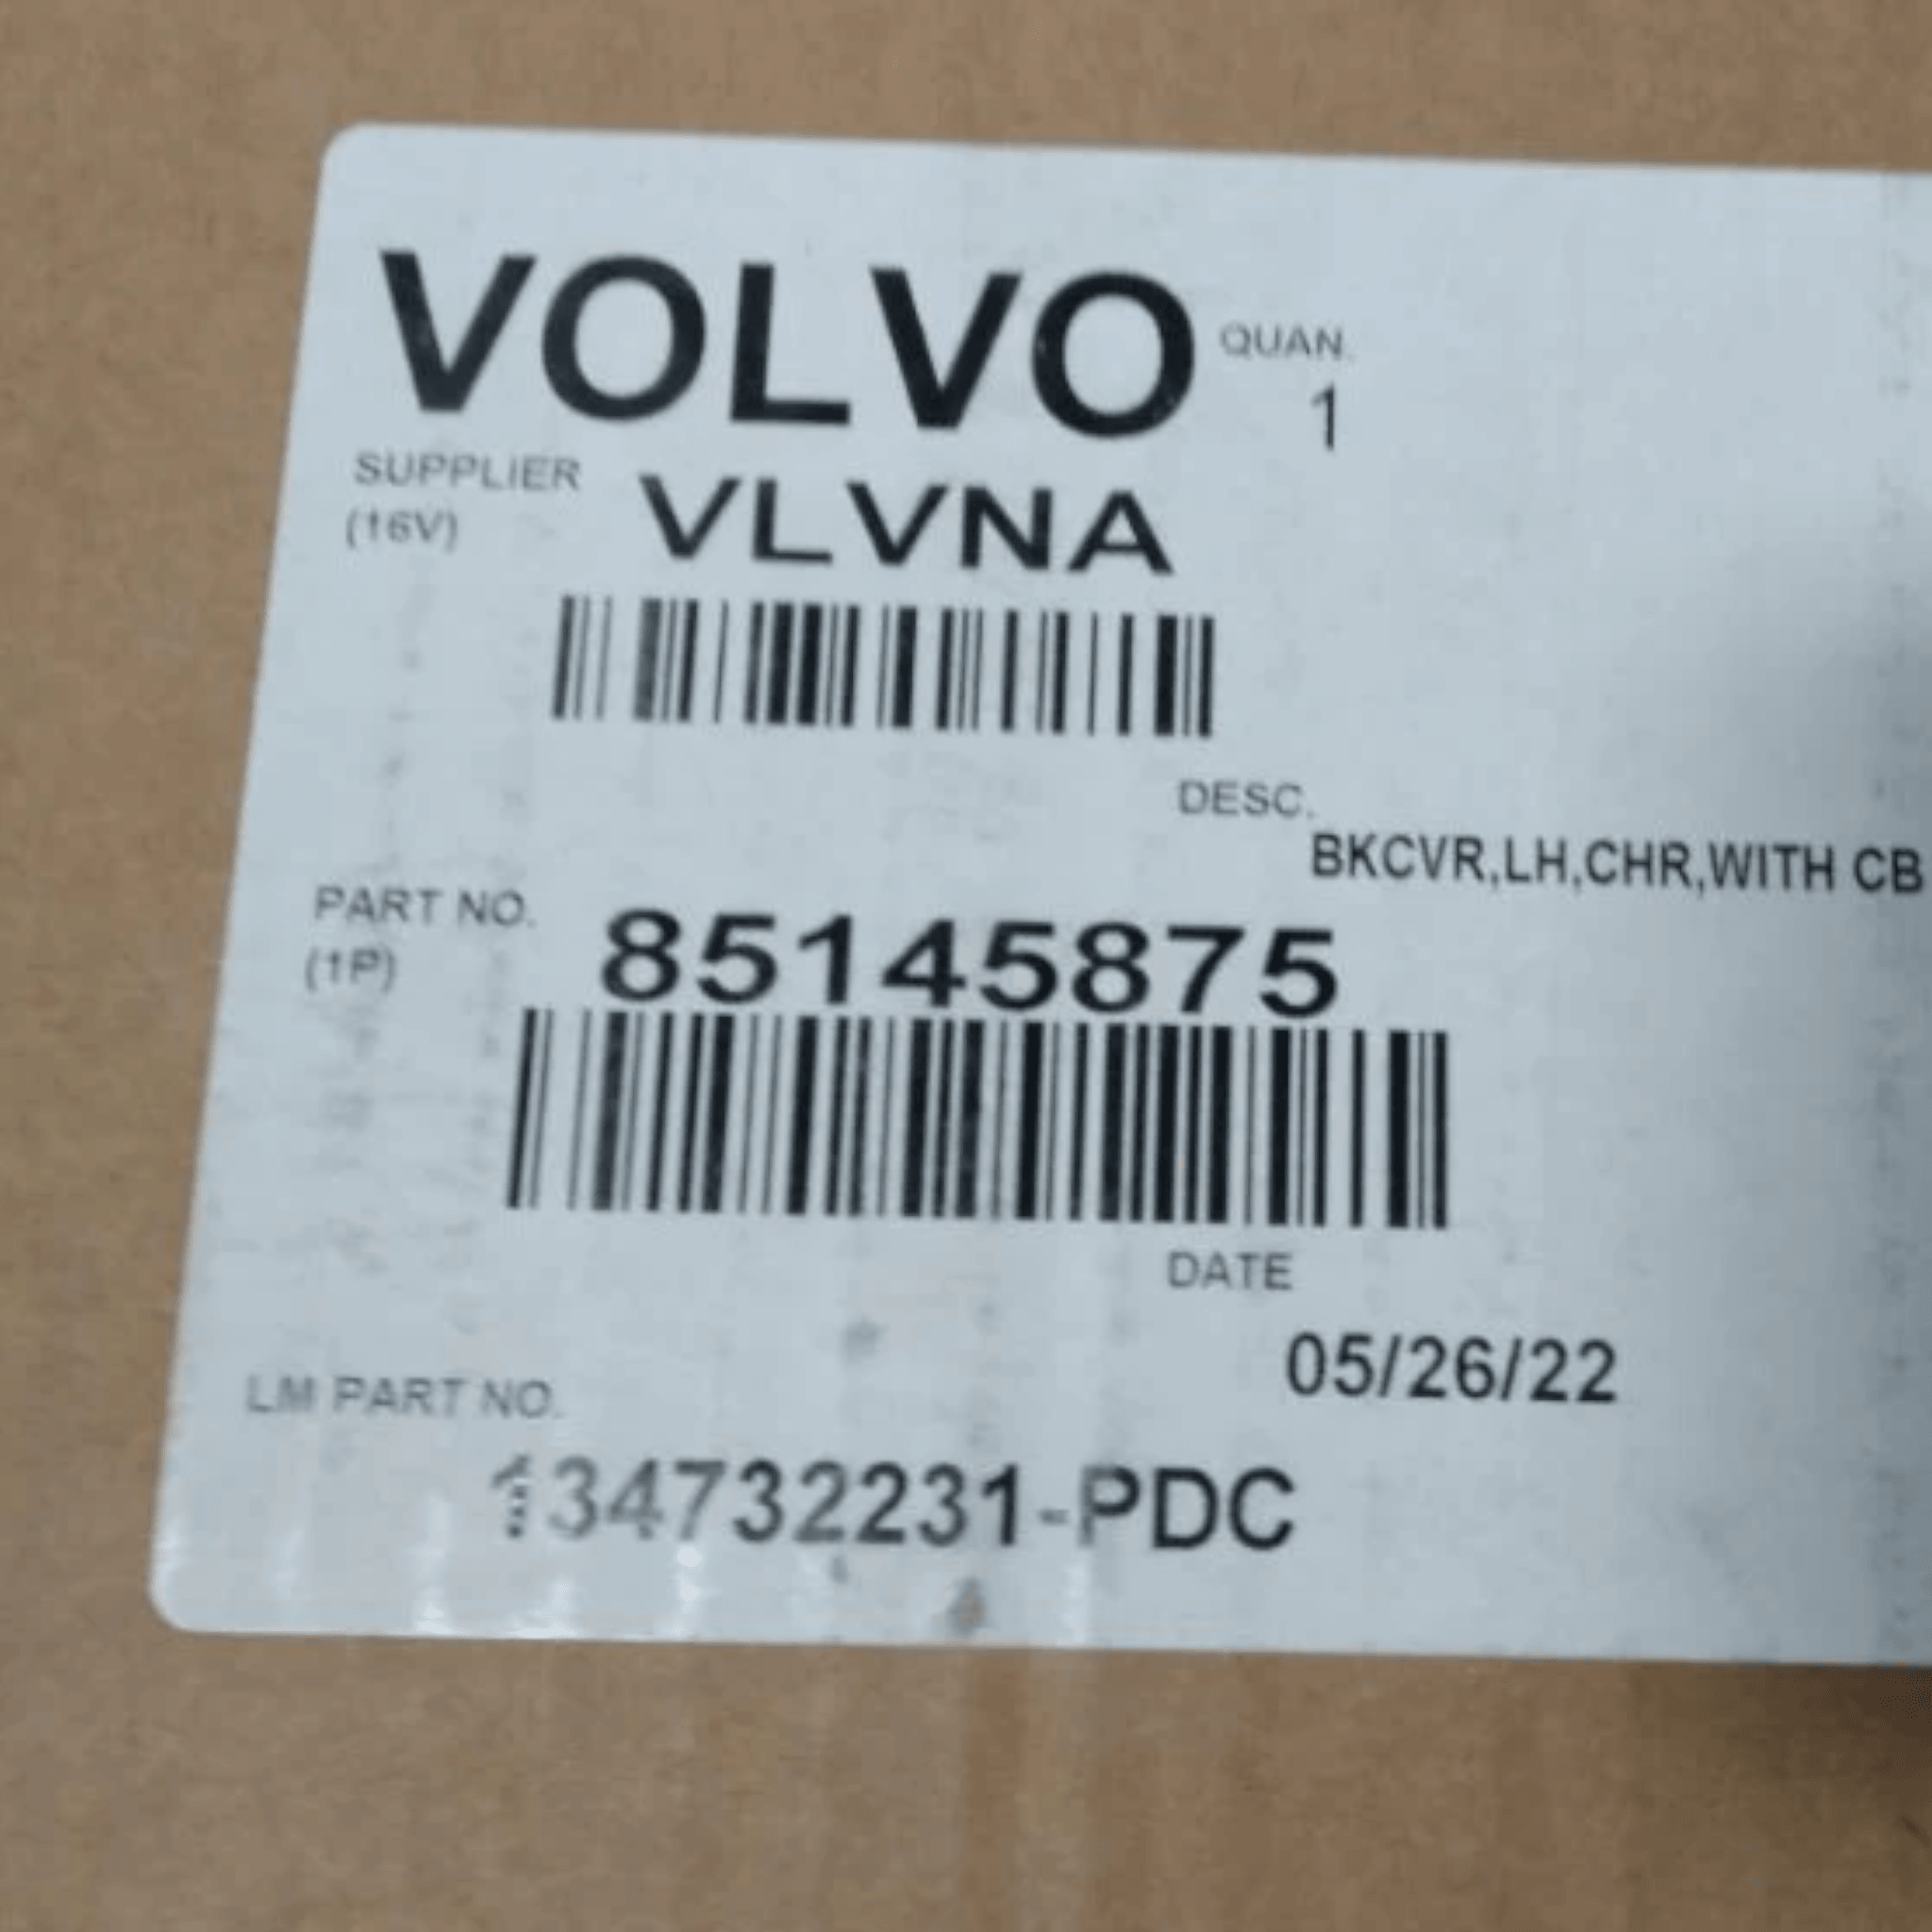 VOLVO
QUAN.
1
SUPPLIER
(16V)
VLVNA
DESC.
BKCVR,LH,CHR,WITH CB
PART NO.
(1P)
85145875
DATE
05/26/22
LM PART NO.
134732231-PDC